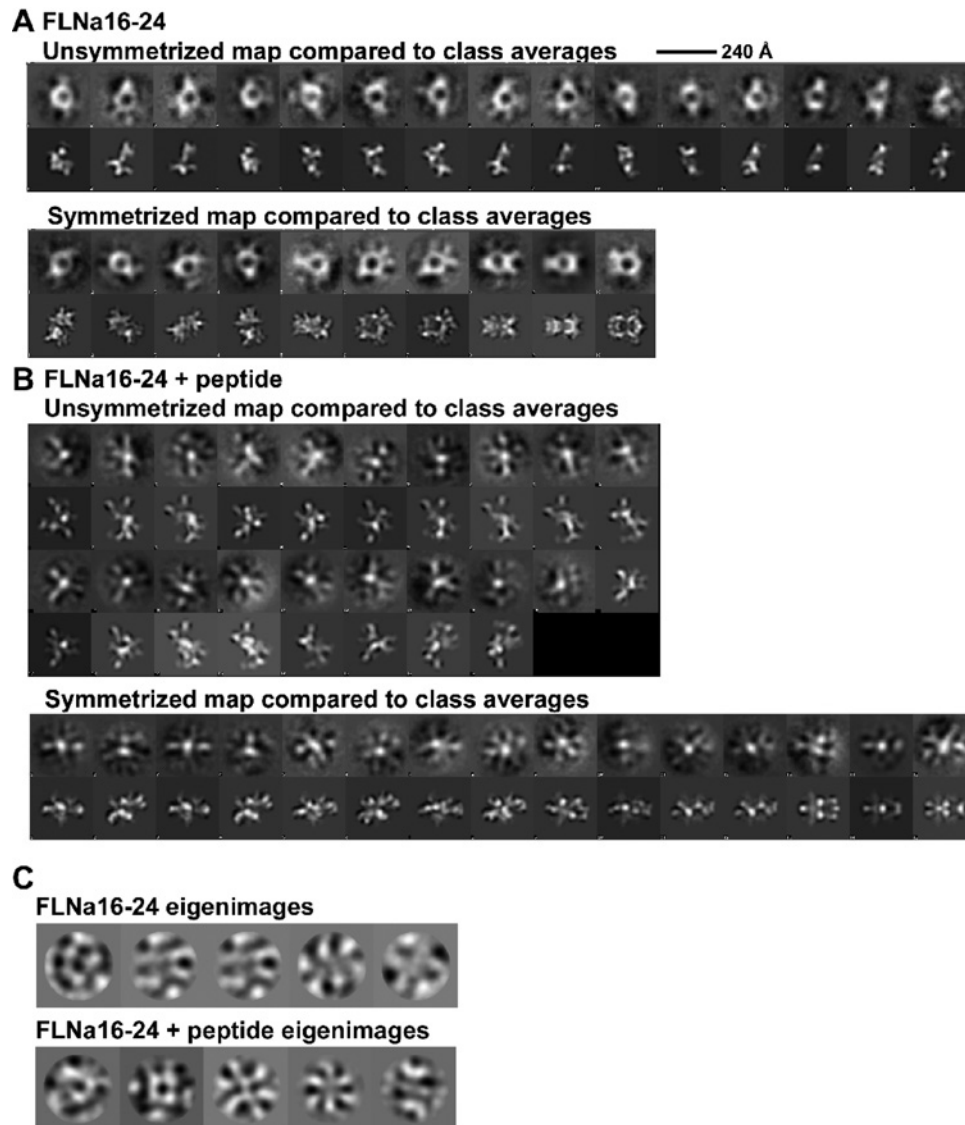 A FLNa16-24
Unsymmetrized map compared to class averages 240 Å
Symmetrized map compared to class averages
B FLNa16-24 + peptide
Unsymmetrized map compared to class averages
Symmetrized map compared to class averages
C
FLNa16-24 eigenimages
FLNa16-24 + peptide eigenimages